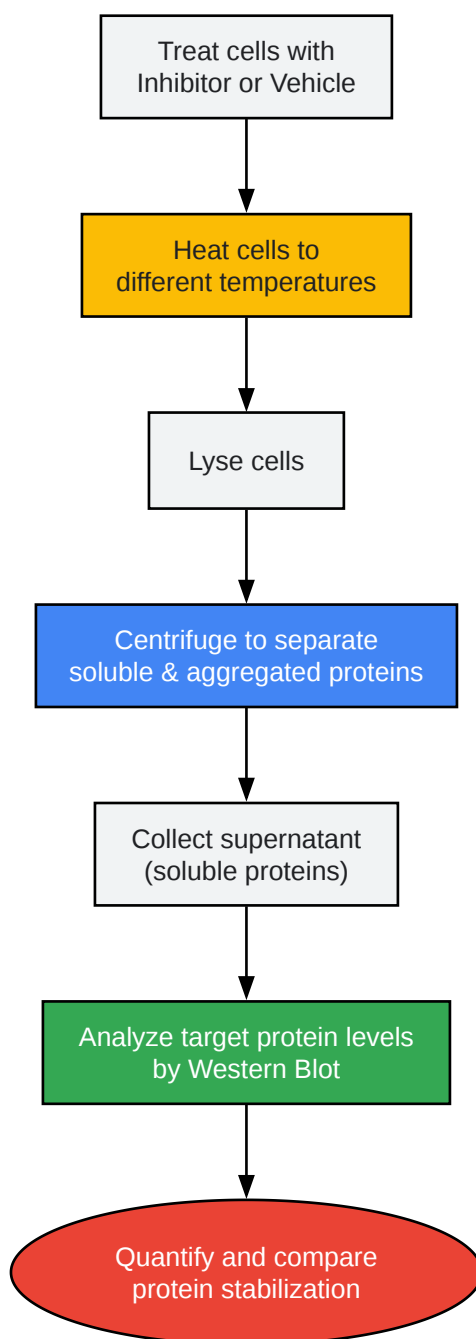 Treat cells with
Inhibitor or Vehicle
Heat cells to
different temperatures
Lyse cells
Centrifuge to separate
soluble & aggregated proteins
Collect supernatant
(soluble proteins)
Analyze target protein levels
by Western Blot
Quantify and compare
protein stabilization